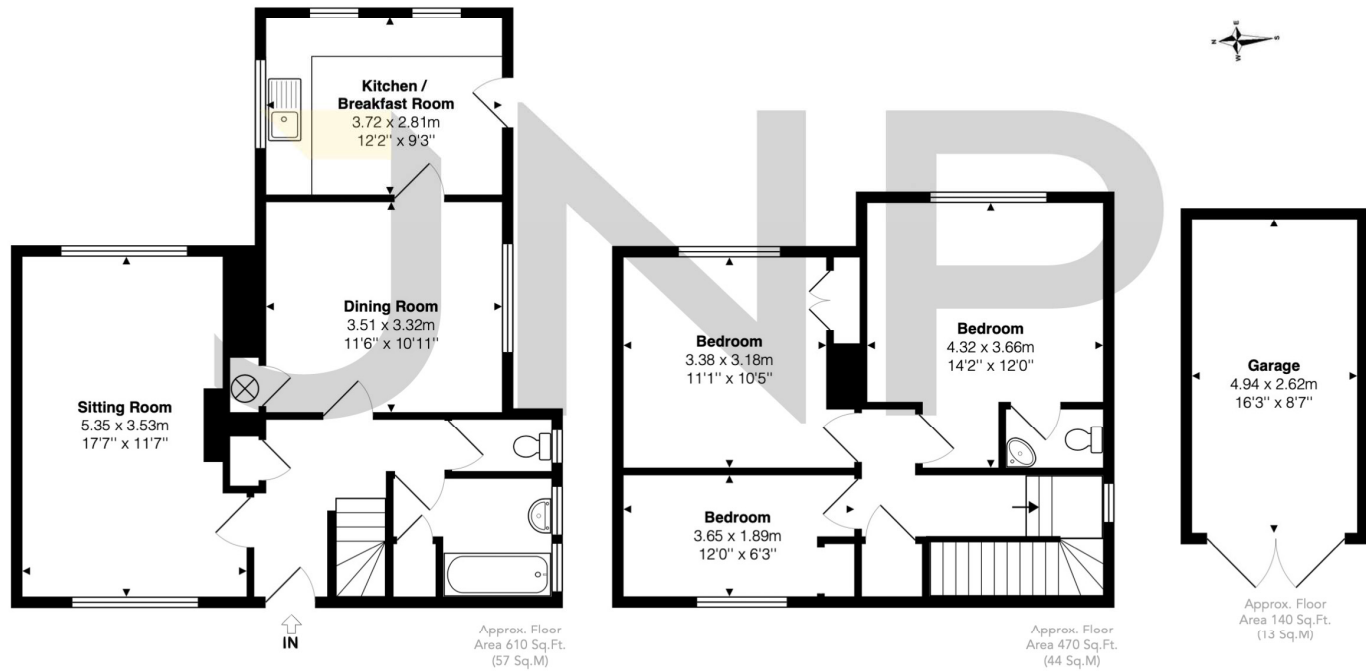 Kitchen /
Breakfast Room
3.72 x 2.81m
12'2'' x 9'3''
Dining Room
3.51 x 3.32m
11'6'' x 10'11''
Sitting Room
5.35 x 3.53m
17'7'' x 11'7''
IN
Approx. Floor
Area 610 Sq.Ft.
(57 Sq.M)
Bedroom
3.38 x 3.18m
11'1'' x 10'5''
Bedroom
4.32 x 3.66m
14'2'' x 12'0''
Bedroom
3.65 x 1.89m
12'0'' x 6'3''
Approx. Floor
Area 470 Sq.Ft.
(44 Sq.M)
N
E
S
W
Garage
4.94 x 2.62m
16'3'' x 8'7''
Approx. Floor
Area 140 Sq.Ft.
(13 Sq.M)
JNP